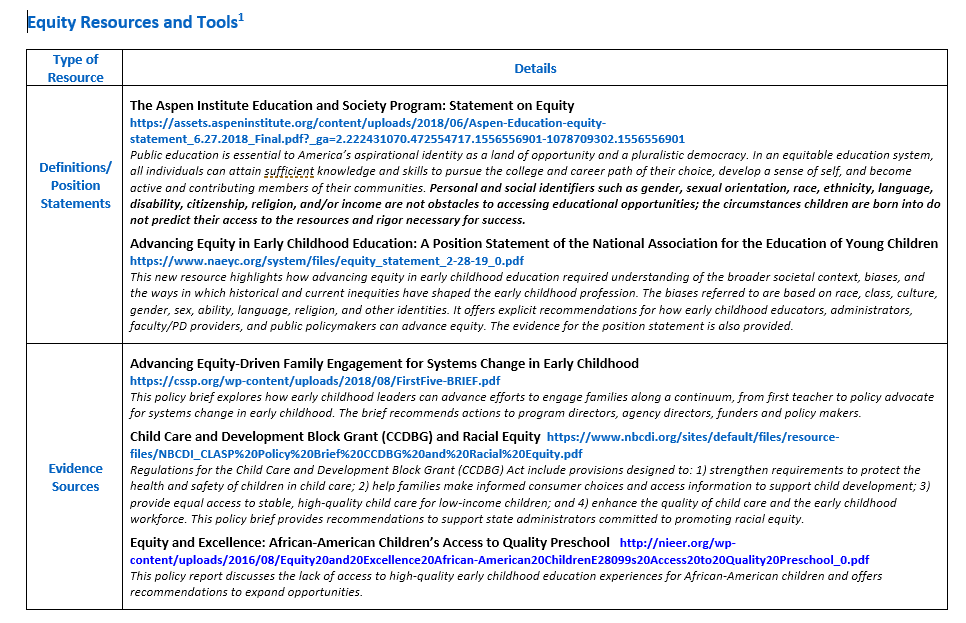 Equity Resources and Tools1
Type of
Resource
Details
Definitions/
Position
Statements
The Aspen Institute Education and Society Program: Statement on Equity
https://assets.aspeninstitute.org/content/uploads/2018/06/Aspen-Education-equity-
statement_6.27.2018_Final.pdf?_ga=2.222431070.472554717.1556556901-1078709302.1556556901
Public education is essential to America's aspirational identity as a land of opportunity and a pluralistic democracy. In an equitable education system,
all individuals can attain sufficient knowledge and skills to pursue the college and career path of their choice, develop a sense of self, and become
active and contributing members of their communities. Personal and social identifiers such as gender, sexual orientation, race, ethnicity, language,
disability, citizenship, religion, and/or income are not obstacles to accessing educational opportunities; the circumstances children are born into do
not predict their access to the resources and rigor necessary for success.
Advancing Equity in Early Childhood Education: A Position Statement of the National Association for the Education of Young Children
https://www.naeyc.org/system/files/equity_statement_2-28-19_0.pdf
This new resource highlights how advancing equity in early childhood education required understanding of the broader societal context, biases, and
the ways in which historical and current inequities have shaped the early childhood profession. The biases referred to are based on race, class, culture,
gender, sex, ability, language, religion, and other identities. It offers explicit recommendations for how early childhood educators, administrators,
faculty/PD providers, and public policymakers can advance equity. The evidence for the position statement is also provided.
Evidence
Sources
Advancing Equity-Driven Family Engagement for Systems Change in Early Childhood
https://cssp.org/wp-content/uploads/2018/08/FirstFive-BRIEF.pdf
This policy brief explores how early childhood leaders can advance efforts to engage families along a continuum, from first teacher to policy advocate
for systems change in early childhood. The brief recommends actions to program directors, agency directors, funders and policy makers.
Child Care and Development Block Grant (CCDBG) and Racial Equity https://www.nbcdi.org/sites/default/files/resource-
files/NBCDI_CLASP%20Policy%20Brief%20CCDBG%20and%20Racial%20Equity.pdf
Regulations for the Child Care and Development Block Grant (CCDBG) Act include provisions designed to: 1) strengthen requirements to protect the
health and safety of children in child care; 2) help families make informed consumer choices and access information to support child development; 3)
provide equal access to stable, high-quality child care for low-income children; and 4) enhance the quality of child care and the early childhood
workforce. This policy brief provides recommendations to support state administrators committed to promoting racial equity.
Equity and Excellence: African-American Children's Access to Quality Preschool http://nieer.org/wp-
content/uploads/2016/08/Equity20and20Excellence20African-American20ChildrenE28099s20Access20to20Quality20Preschool_0.pdf
This policy report discusses the lack of access to high-quality early childhood education experiences for African-American children and offers
recommendations to expand opportunities.